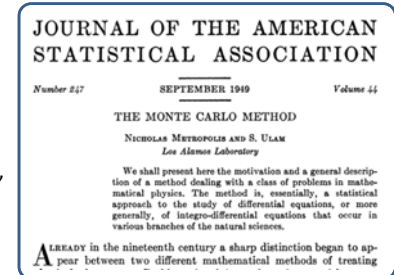 JOURNAL OF THE AMERICAN
STATISTICAL ASSOCIATION
Number 247 SEPTEMBER 1949 Volume 44
THE MONTE CARLO METHOD
NICHOLAS METROPOLIS AND S. ULAM
Los Alamos Laboratory
We shall present here the motivation and a general descrip-
tion of a method dealing with a class of problems in mathe-
matical physics. The method is, essentially, a statistical
approach to the study of differential equations, or more
generally, of integro-differential equations that occur in
various branches of the natural sciences.
ALREADY in the nineteenth century a sharp distinction began to ap-
pear between two different mathematical methods of treating